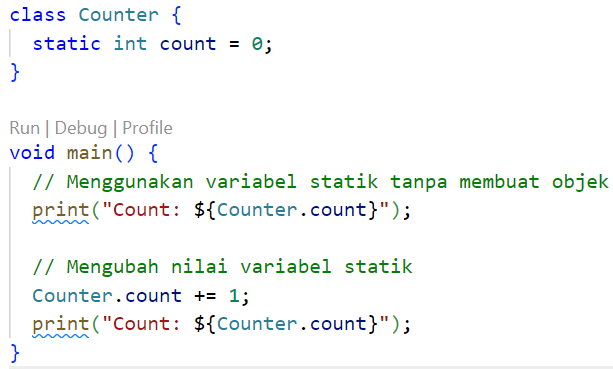 class Counter {
  static int count = 0;
}
Run | Debug | Profile
void main() {
  // Menggunakan variabel statik tanpa membuat objek
  print("Count: ${Counter.count}");
  // Mengubah nilai variabel statik
  Counter.count += 1;
  print("Count: ${Counter.count}");
}